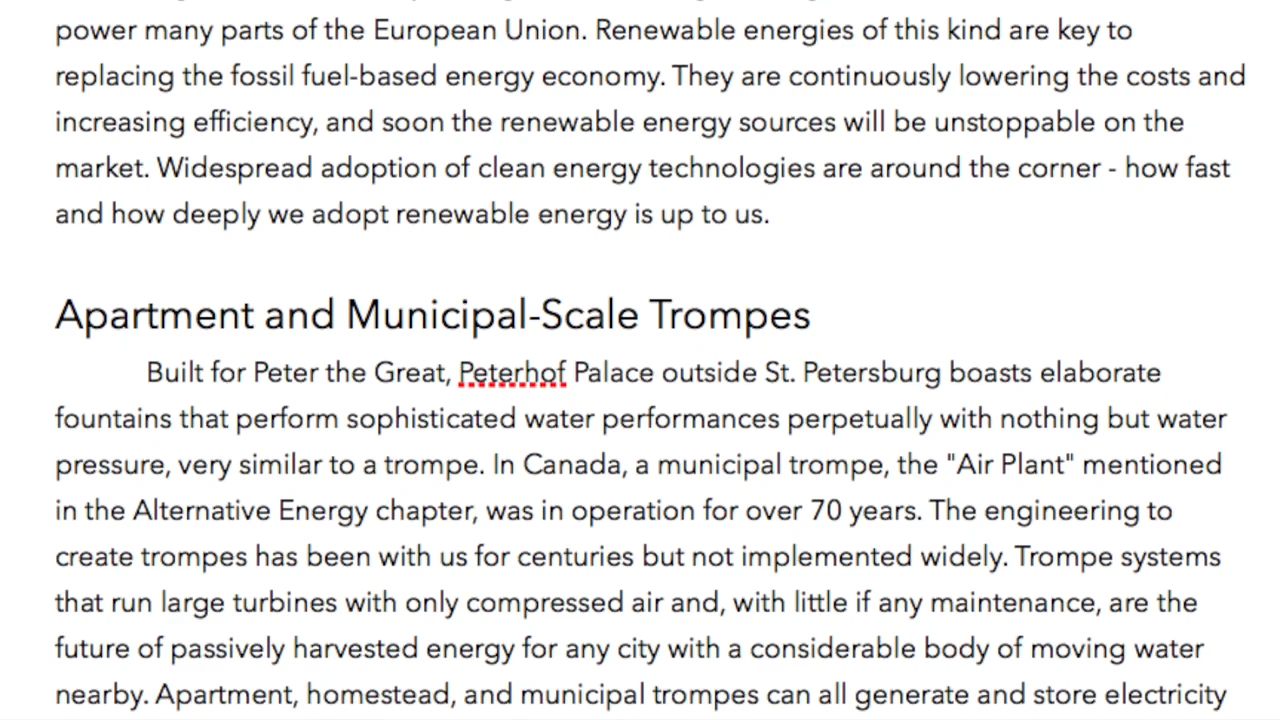 power many parts of the European Union. Renewable energies of this kind are key to
replacing the fossil fuel-based energy economy. They are continuously lowering the costs and
increasing efficiency, and soon the renewable energy sources will be unstoppable on the
market. Widespread adoption of clean energy technologies are around the corner - how fast
and how deeply we adopt renewable energy is up to us.
Apartment and Municipal-Scale Trompes
Built for Peter the Great, Peterhof Palace outside St. Petersburg boasts elaborate
fountains that perform sophisticated water performances perpetually with nothing but water
pressure, very similar to a trompe. In Canada, a municipal trompe, the "Air Plant" mentioned
in the Alternative Energy chapter, was in operation for over 70 years. The engineering to
create trompes has been with us for centuries but not implemented widely. Trompe systems
that run large turbines with only compressed air and, with little if any maintenance, are the
future of passively harvested energy for any city with a considerable body of moving water
nearby. Apartment, homestead, and municipal trompes can all generate and store electricity